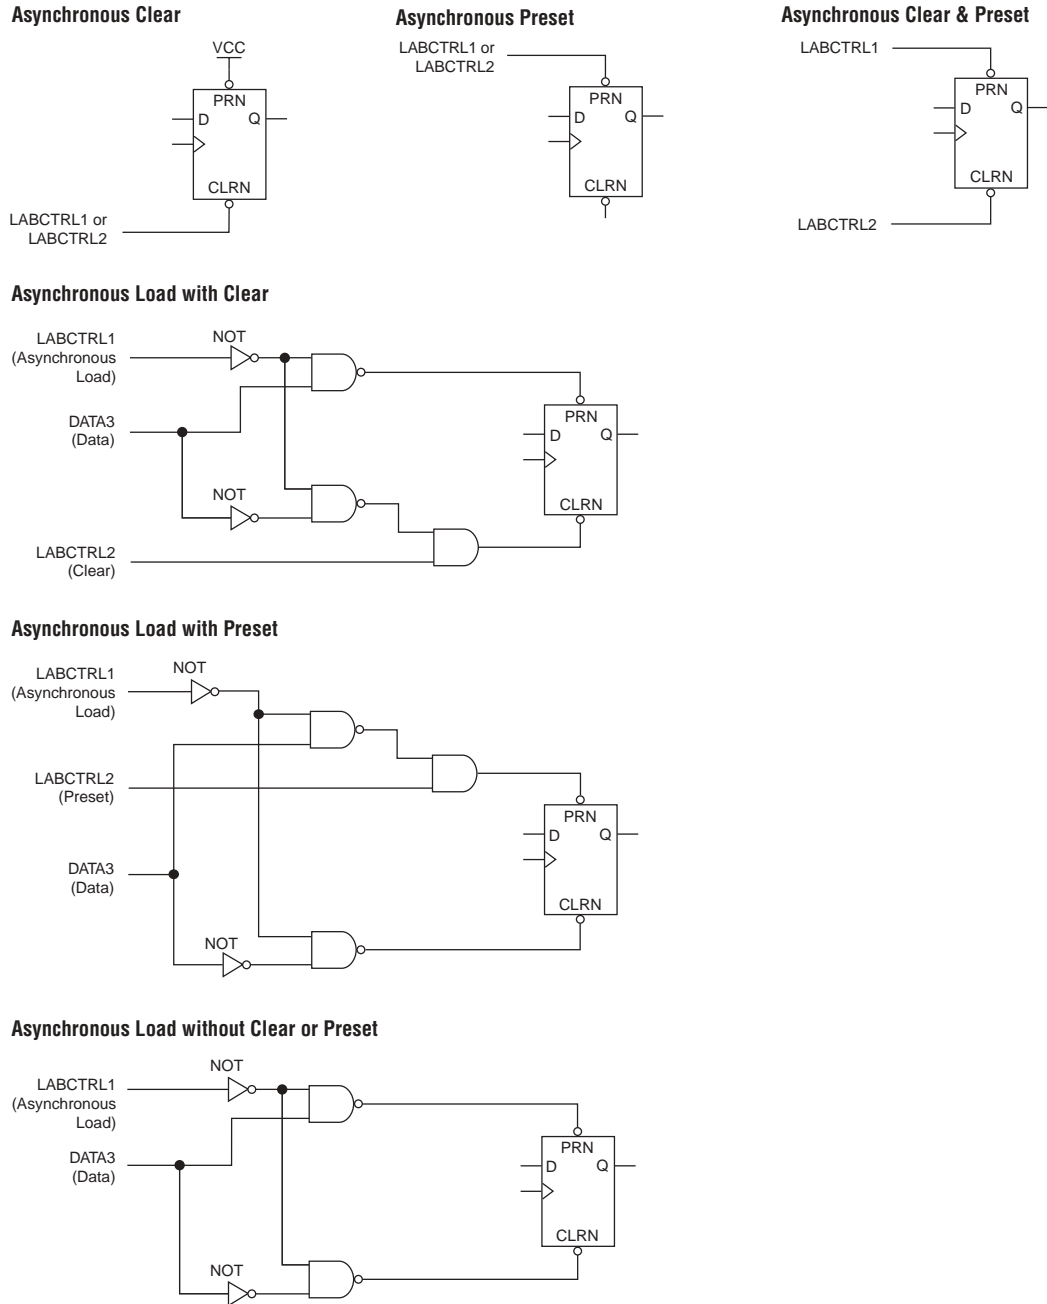 Asynchronous Clear
VCC
PRN
D Q
CLRN
LABCTRL1 or
LABCTRL2
Asynchronous Preset
LABCTRL1 or
LABCTRL2
PRN
D Q
CLRN
Asynchronous Clear & Preset
LABCTRL1
PRN
D Q
CLRN
LABCTRL2
Asynchronous Load with Clear
LABCTRL1
(Asynchronous
Load)
NOT
DATA3
(Data)
NOT
LABCTRL2
(Clear)
PRN
D Q
CLRN
Asynchronous Load with Preset
LABCTRL1
(Asynchronous
Load)
NOT
LABCTRL2
(Preset)
DATA3
(Data)
NOT
PRN
D Q
CLRN
Asynchronous Load without Clear or Preset
NOT
LABCTRL1
(Asynchronous
Load)
DATA3
(Data)
NOT
PRN
D Q
CLRN